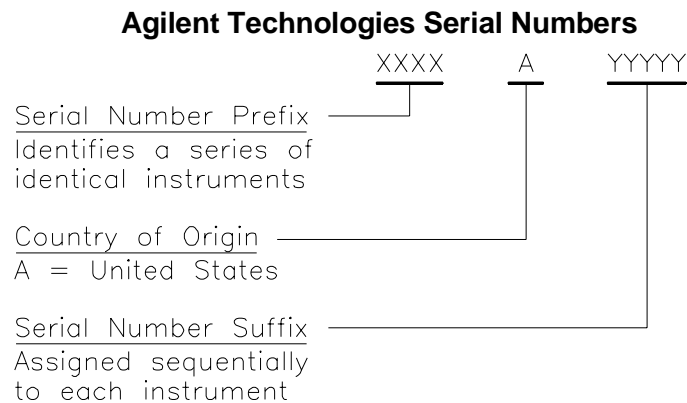 Agilent Technologies Serial Numbers
XXXX A YYYYY
Serial Number Prefix
Identifies a series of
identical instruments
Country of Origin
A = United States
Serial Number Suffix
Assigned sequentially
to each instrument